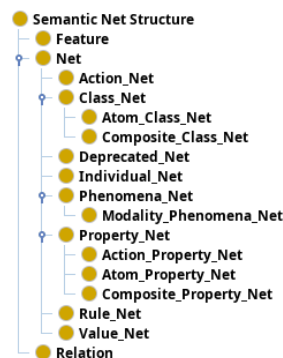 Semantic Net Structure
Feature
Net
Action_Net
Class_Net
Atom_Class_Net
Composite_Class_Net
Deprecated_Net
Individual_Net
Phenomena_Net
Modality_Phenomena_Net
Property_Net
Action_Property_Net
Atom_Property_Net
Composite_Property_Net
Rule_Net
Value_Net
Relation